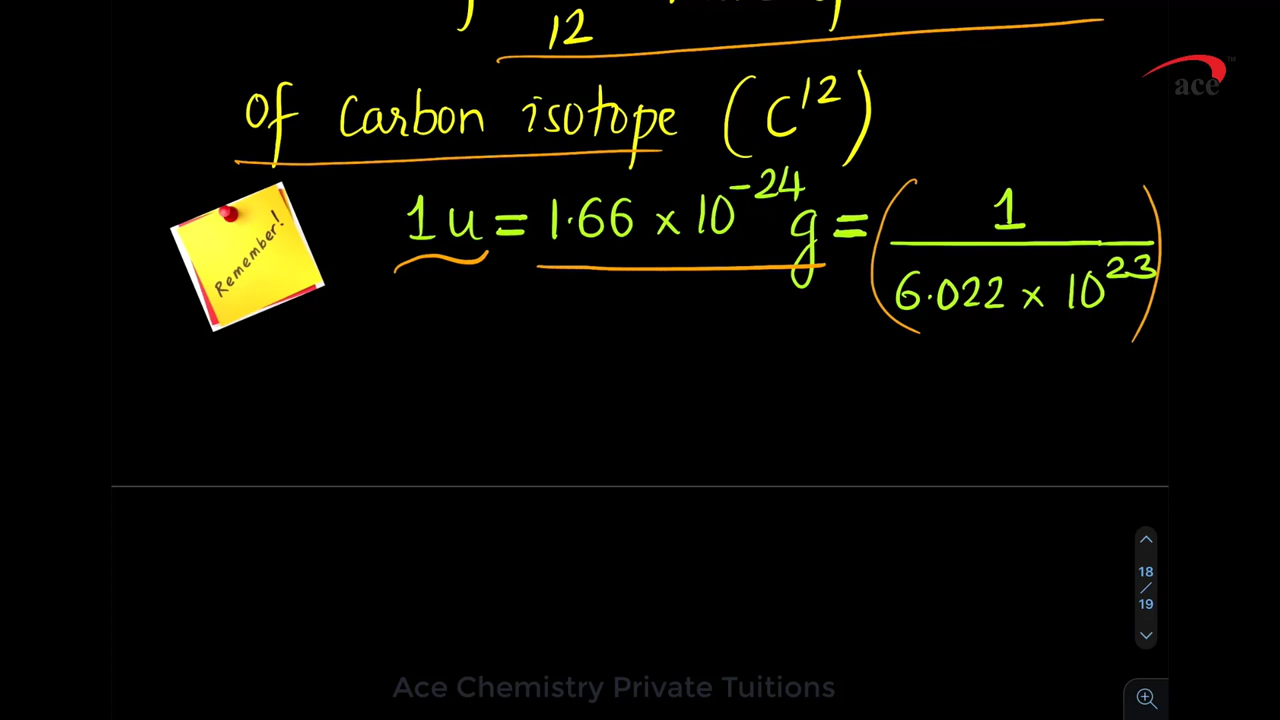 12
ace
of carbon isotope (C¹²)
Remember!
1u = 1.66 × 10⁻²⁴ g = (1 / 6.022 × 10²³)
18
/
19
Ace Chemistry Private Tuitions